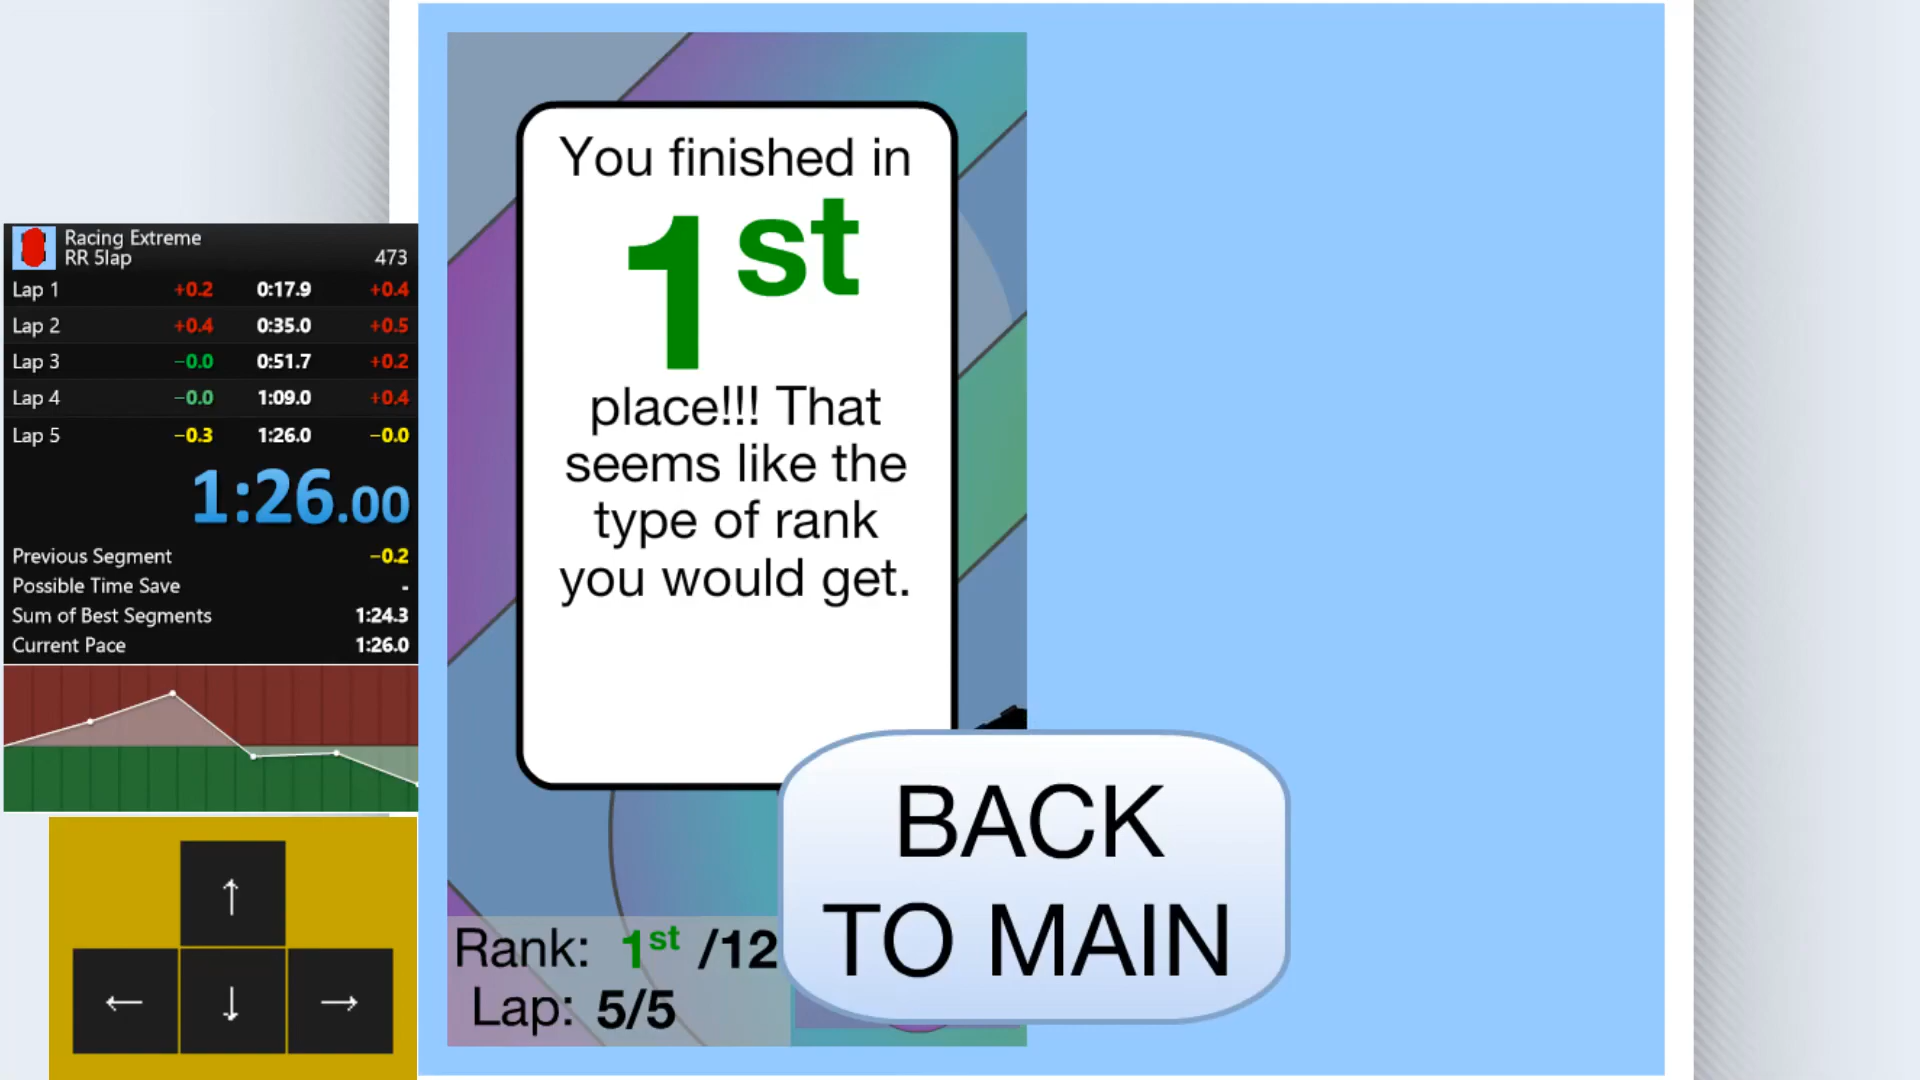 Racing Extreme
RR 5lap 473
Lap 1 +0.2 0:17.9 +0.4
Lap 2 +0.4 0:35.0 +0.5
Lap 3 −0.0 0:51.7 +0.2
Lap 4 −0.0 1:09.0 +0.4
Lap 5 −0.3 1:26.0 −0.0
1:26.00
Previous Segment −0.2
Possible Time Save -
Sum of Best Segments 1:24.3
Current Pace 1:26.0
↑
← ↓ →
You finished in
1st
place!!! That
seems like the
type of rank
you would get.
BACK
TO MAIN
Rank: 1st /12
Lap: 5/5